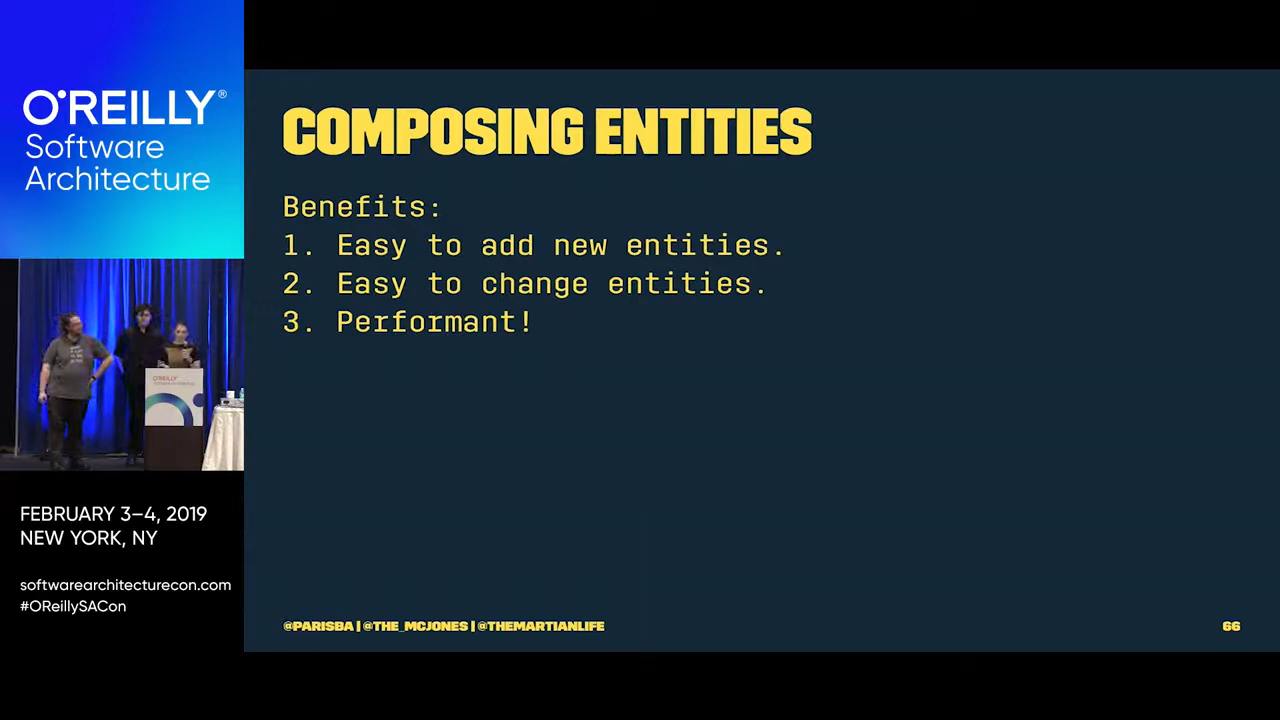 O'REILLY®
Software
Architecture
COMPOSING ENTITIES
Benefits:
1. Easy to add new entities.
2. Easy to change entities.
3. Performant!
O'REILLY
FEBRUARY 3–4, 2019
NEW YORK, NY
softwarearchitecturecon.com
#OReillySACon
@PARISBA | @THE_MCJONES | @THEMARTIANLIFE
66